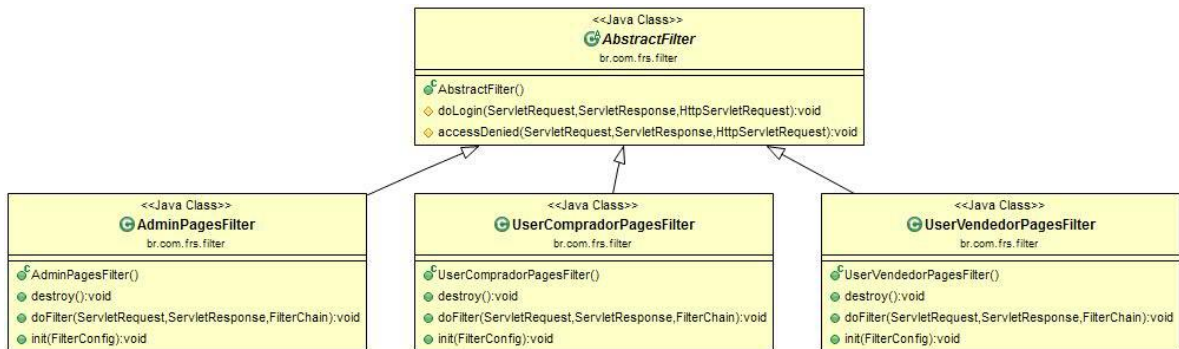 <<Java Class>>
AbstractFilter
br.com.frs.filter
AbstractFilter()
doLogin(ServletRequest,ServletResponse,HttpServletRequest):void
accessDenied(ServletRequest,ServletResponse,HttpServletRequest):void
<<Java Class>>
AdminPagesFilter
br.com.frs.filter
AdminPagesFilter()
destroy():void
doFilter(ServletRequest,ServletResponse,FilterChain):void
init(FilterConfig):void
<<Java Class>>
UserCompradorPagesFilter
br.com.frs.filter
UserCompradorPagesFilter()
destroy():void
doFilter(ServletRequest,ServletResponse,FilterChain):void
init(FilterConfig):void
<<Java Class>>
UserVendedorPagesFilter
br.com.frs.filter
UserVendedorPagesFilter()
destroy():void
doFilter(ServletRequest,ServletResponse,FilterChain):void
init(FilterConfig):void